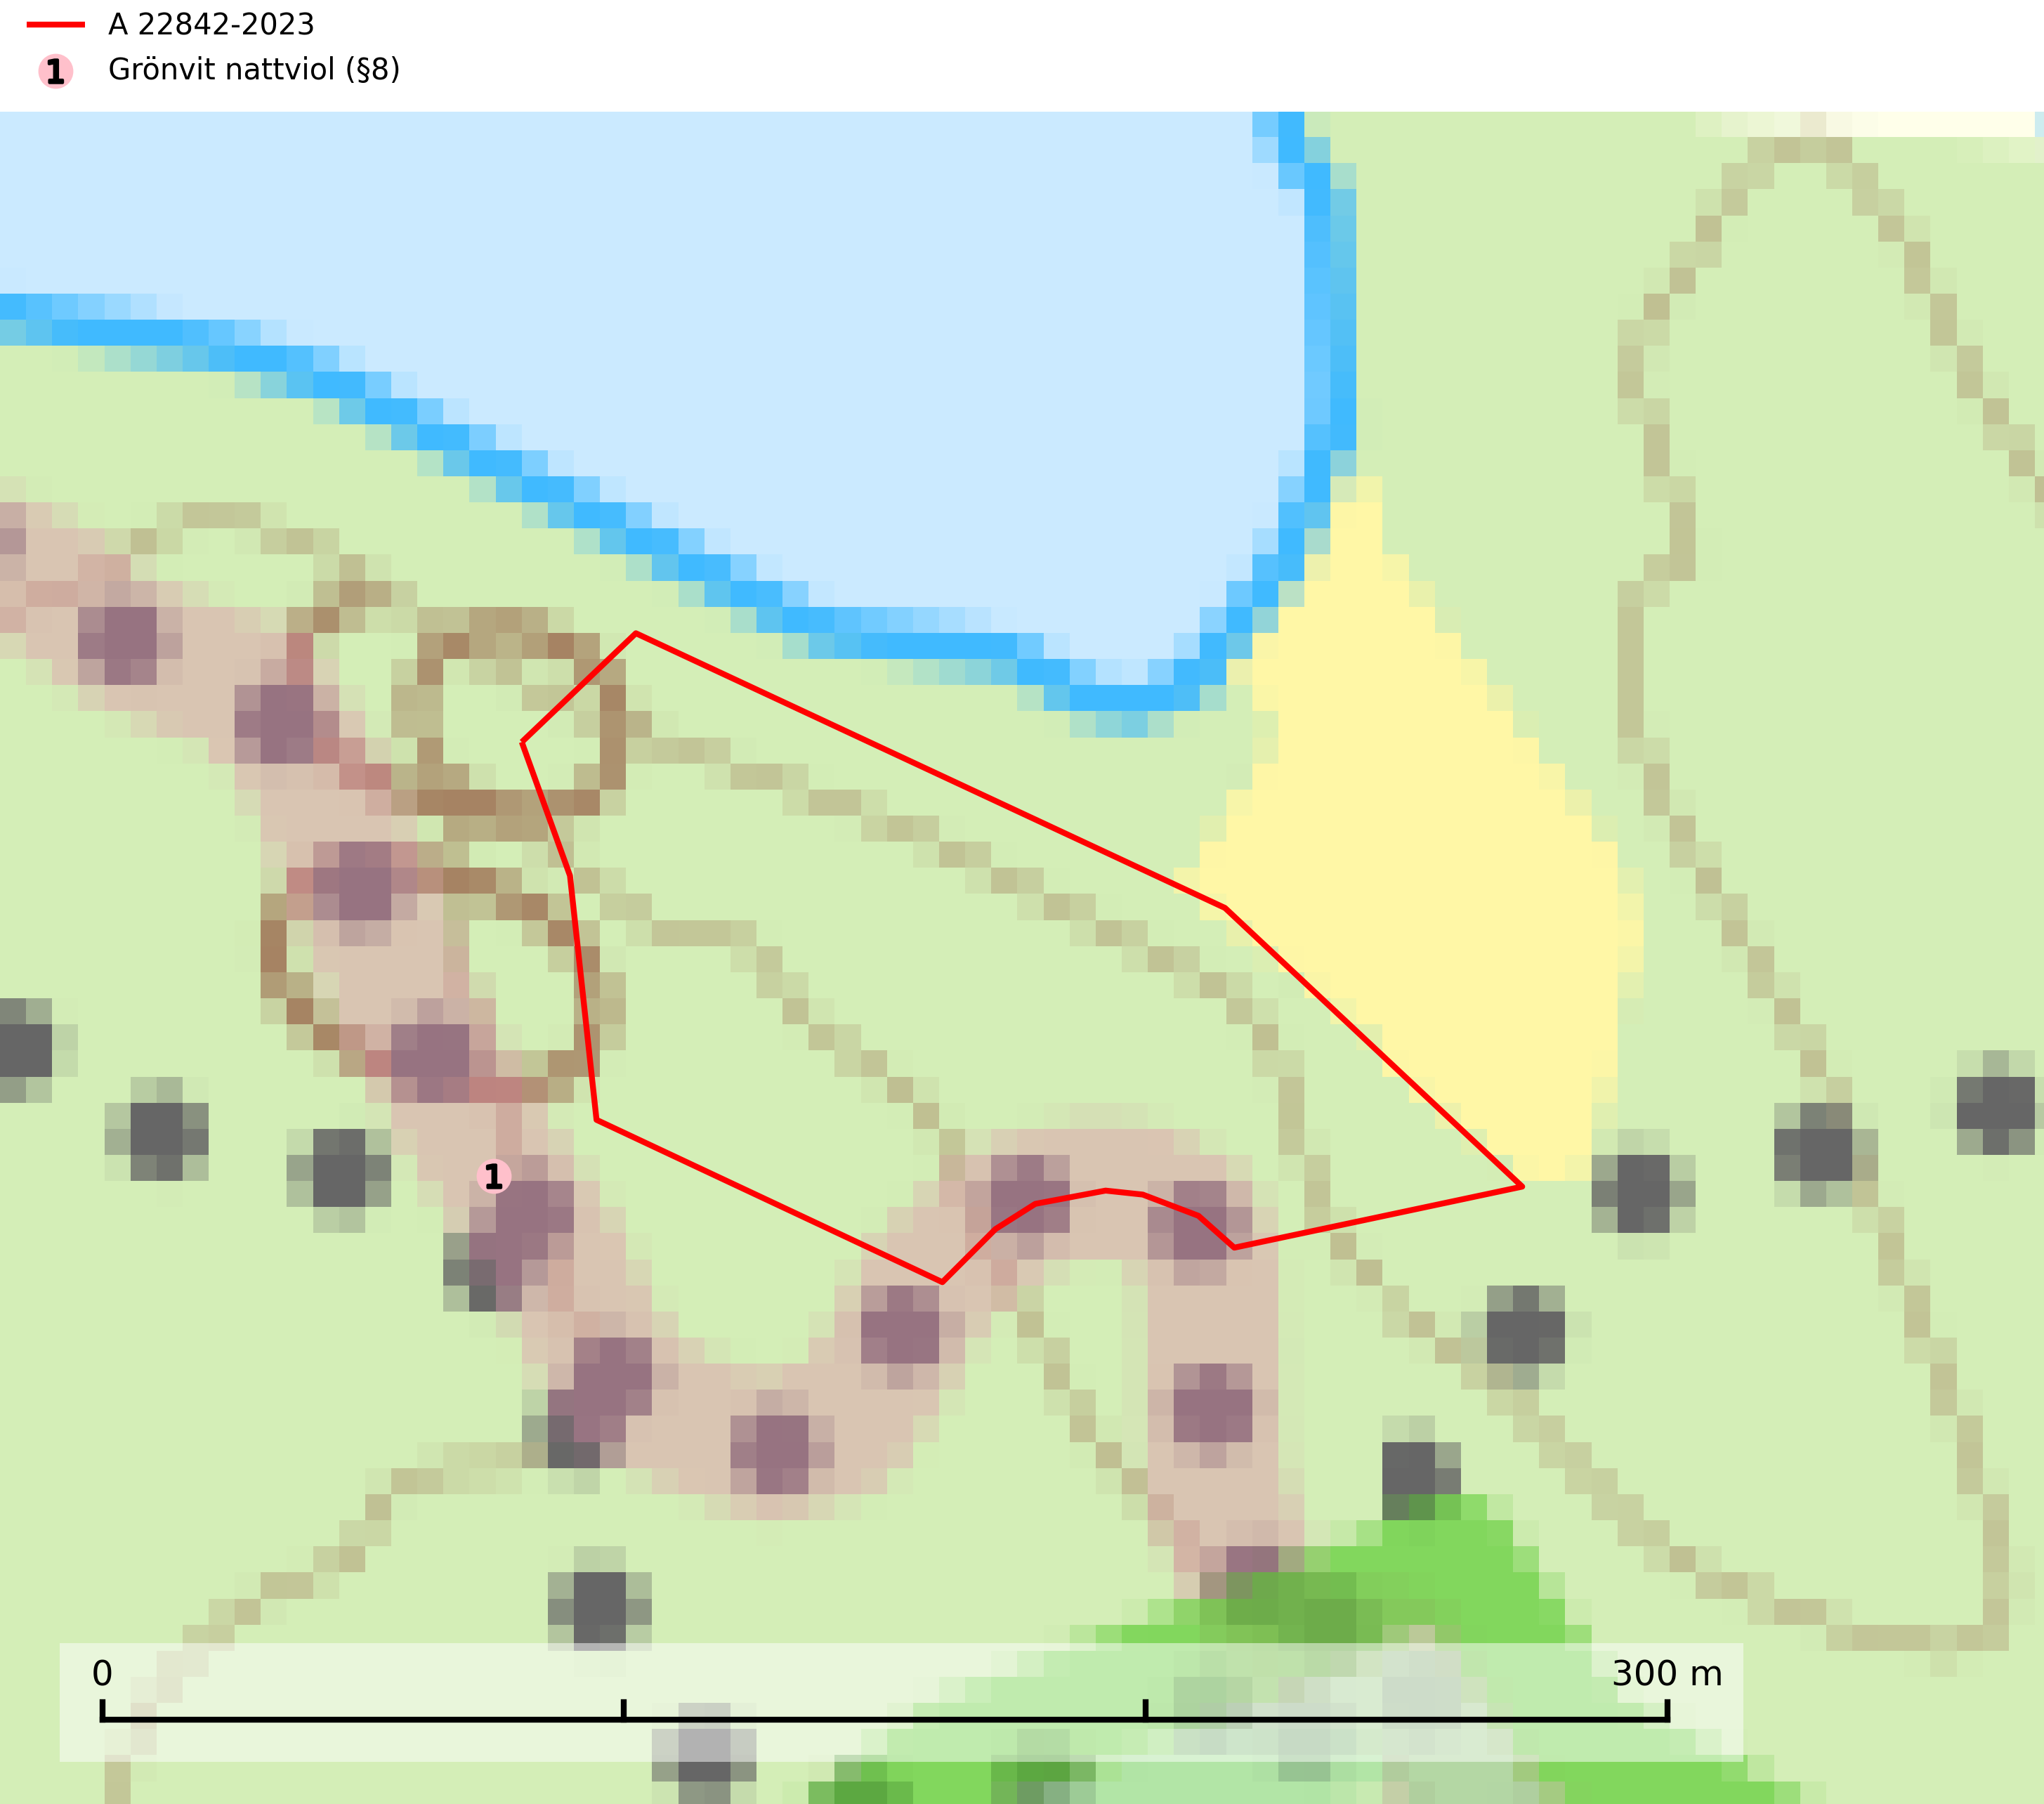 A 22842-2023
1 Grönvit nattviol (§8)
1
0 300 m